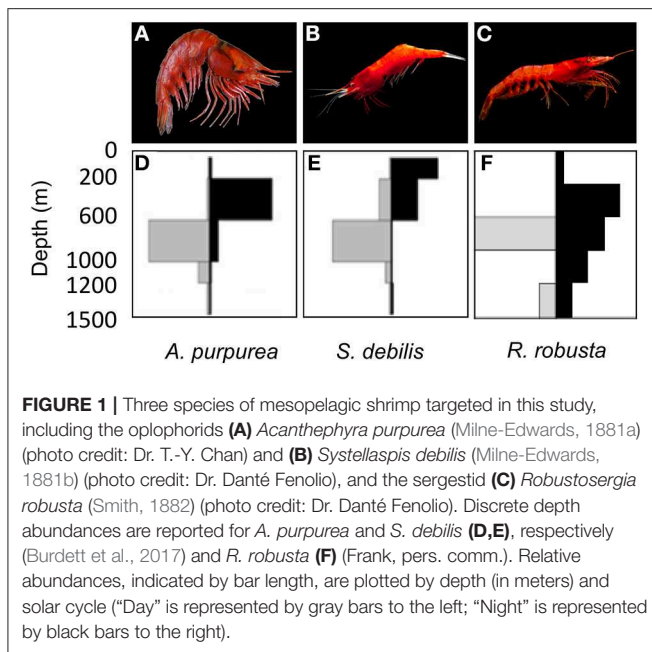 A
B
C
D
E
F
0
200
600
1000
1200
1500
Depth (m)
A. purpurea
S. debilis
R. robusta
FIGURE 1 | Three species of mesopelagic shrimp targeted in this study,
including the oplophorids (A) Acanthephyra purpurea (Milne-Edwards, 1881a)
(photo credit: Dr. T.-Y. Chan) and (B) Systellaspis debilis (Milne-Edwards,
1881b) (photo credit: Dr. Danté Fenolio), and the sergestid (C) Robustosergia
robusta (Smith, 1882) (photo credit: Dr. Danté Fenolio). Discrete depth
abundances are reported for A. purpurea and S. debilis (D,E), respectively
(Burdett et al., 2017) and R. robusta (F) (Frank, pers. comm.). Relative
abundances, indicated by bar length, are plotted by depth (in meters) and
solar cycle (“Day” is represented by gray bars to the left; “Night” is represented
by black bars to the right).